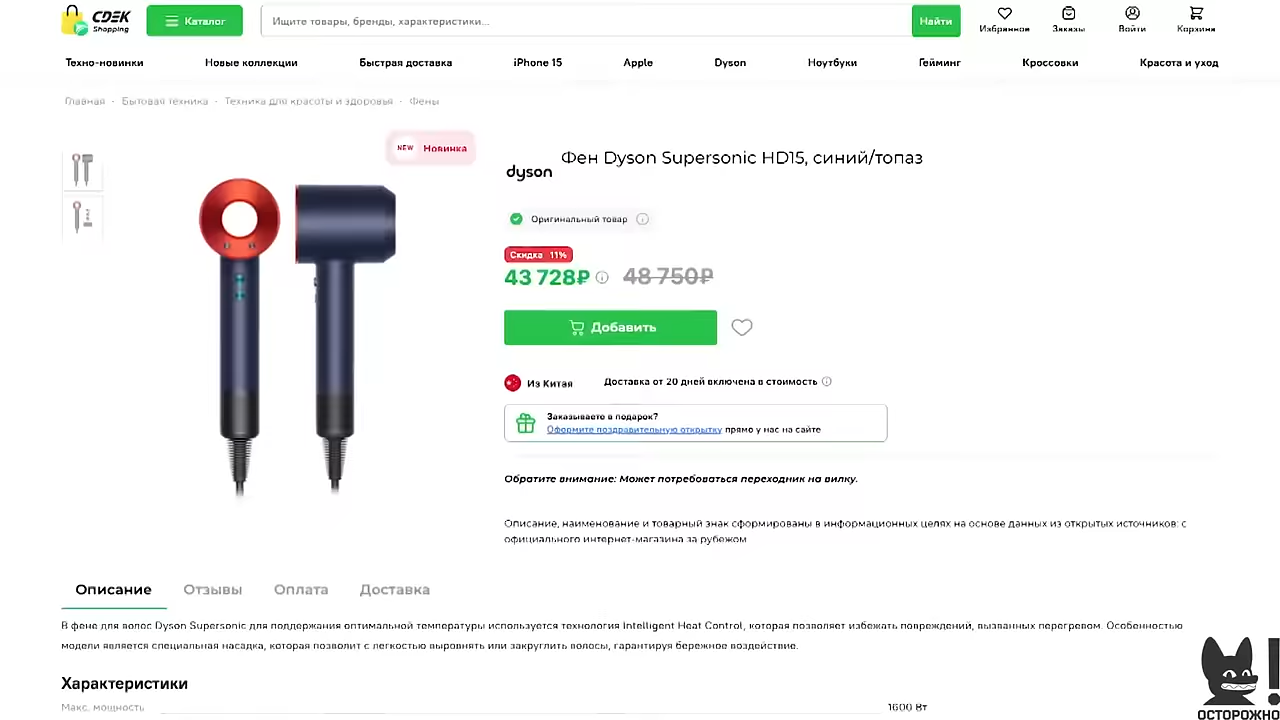 CDEK
Shopping
Каталог
Ищите товары, бренды, характеристики...
Найти
Избранное
Заказы
Войти
Корзина
Техно-новинки
Новые коллекции
Быстрая доставка
iPhone 15
Apple
Dyson
Ноутбуки
Гейминг
Кроссовки
Красота и уход
Главная · Бытовая техника · Техника для красоты и здоровья · Фены
NEW Новинка
dyson
Фен Dyson Supersonic HD15, синий/топаз
Оригинальный товар
Скидка 11%
43 728₽ 48 750₽
Добавить
Из Китая
Доставка от 20 дней включена в стоимость
Заказываете в подарок?
Оформите поздравительную открытку прямо у нас на сайте
Обратите внимание: Может потребоваться переходник на вилку.
Описание, наименование и товарный знак сформированы в информационных целях на основе данных из открытых источников: с
официального интернет-магазина за рубежом
Описание
Отзывы
Оплата
Доставка
В фене для волос Dyson Supersonic для поддержания оптимальной температуры используется технология Intelligent Heat Control, которая позволяет избежать повреждений, вызванных перегревом. Особенностью
модели является специальная насадка, которая позволит с легкостью выровнять или закруглить волосы, гарантируя бережное воздействие.
Характеристики
Макс. мощность
1600 Вт
ОСТОРОЖНО